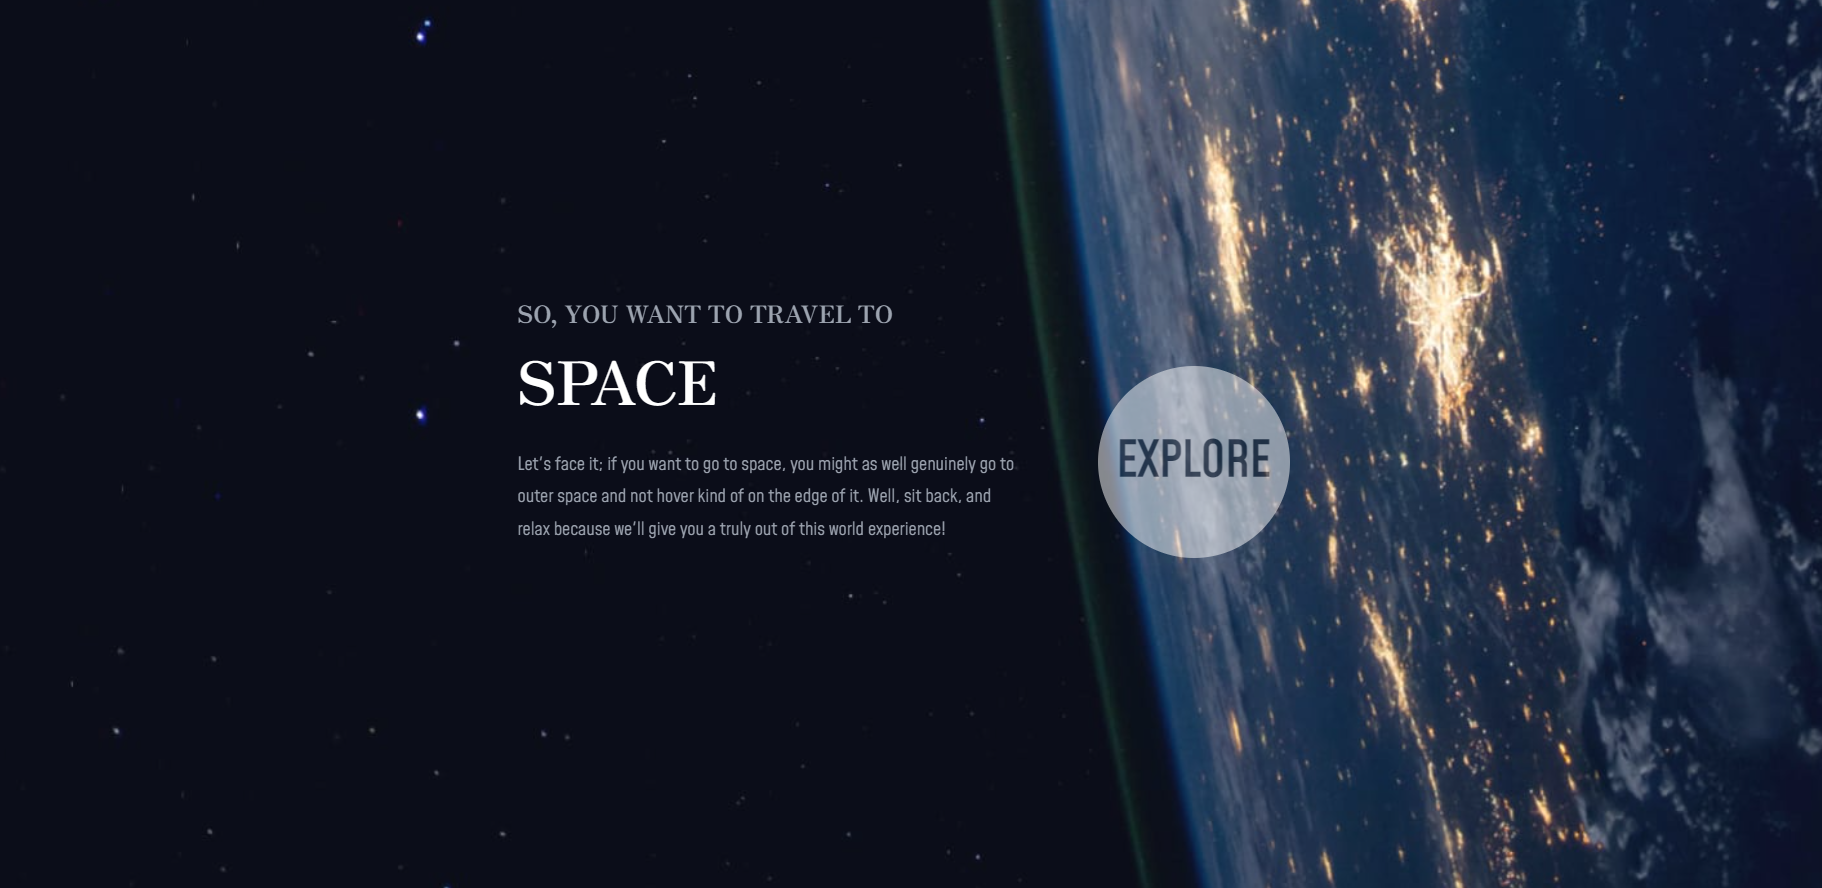 SO, YOU WANT TO TRAVEL TO
SPACE
Let's face it; if you want to go to space, you might as well genuinely go to
outer space and not hover kind of on the edge of it. Well, sit back, and
relax because we'll give you a truly out of this world experience!
EXPLORE